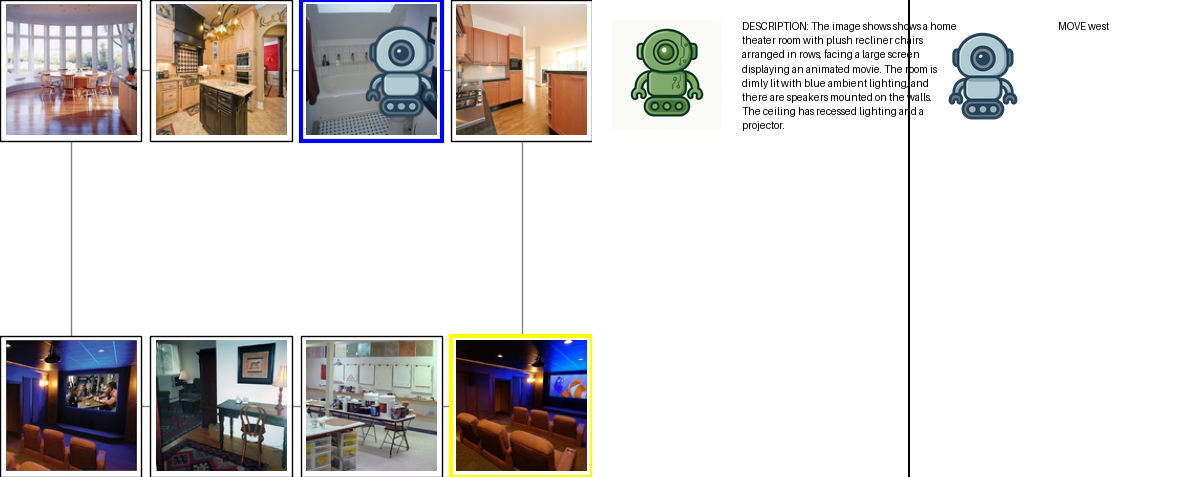 DESCRIPTION: The image shows shows a home
theater room with plush recliner chairs
arranged in rows, facing a large screen
displaying an animated movie. The room is
dimly lit with blue ambient lighting, and
there are speakers mounted on the walls.
The ceiling has recessed lighting and a
projector.
MOVE west